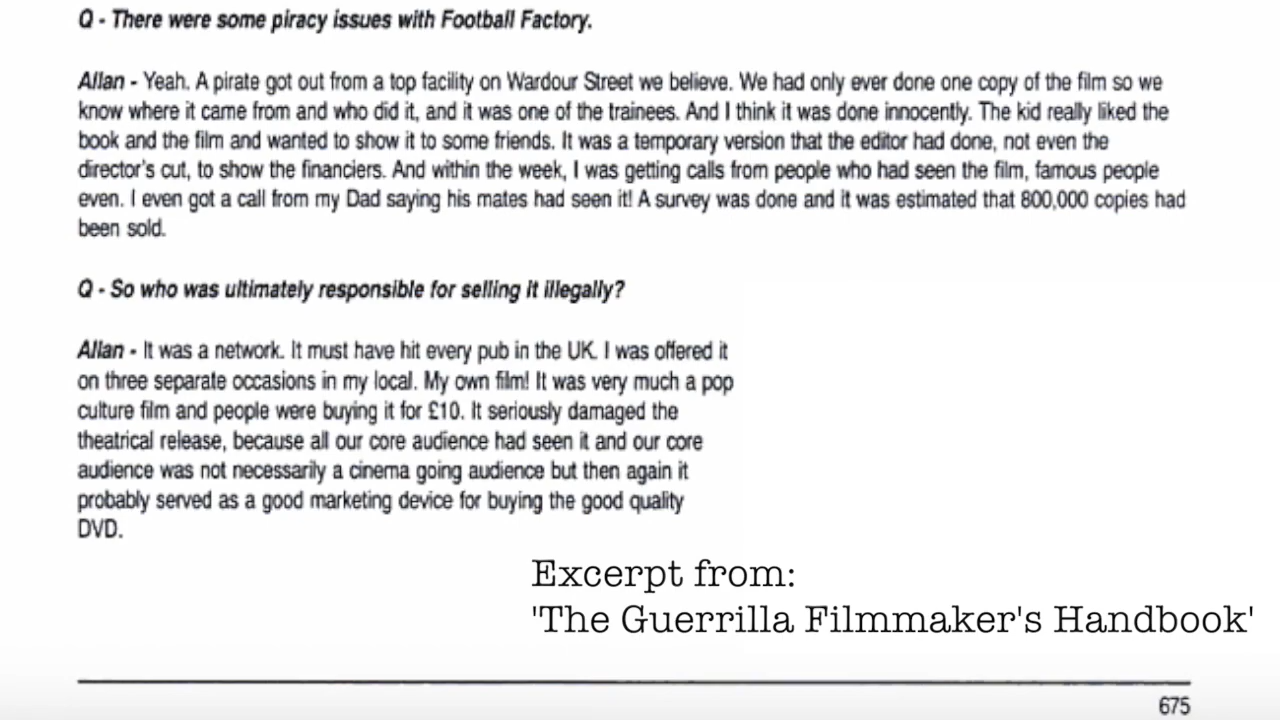 Q - There were some piracy issues with Football Factory.
Allan - Yeah. A pirate got out from a top facility on Wardour Street we believe. We had only ever done one copy of the film so we
know where it came from and who did it, and it was one of the trainees. And I think it was done innocently. The kid really liked the
book and the film and wanted to show it to some friends. It was a temporary version that the editor had done, not even the
director's cut, to show the financiers. And within the week, I was getting calls from people who had seen the film, famous people
even. I even got a call from my Dad saying his mates had seen it! A survey was done and it was estimated that 800,000 copies had
been sold.
Q - So who was ultimately responsible for selling it illegally?
Allan - It was a network. It must have hit every pub in the UK. I was offered it
on three separate occasions in my local. My own film! It was very much a pop
culture film and people were buying it for £10. It seriously damaged the
theatrical release, because all our core audience had seen it and our core
audience was not necessarily a cinema going audience but then again it
probably served as a good marketing device for buying the good quality
DVD.
Excerpt from:
'The Guerrilla Filmmaker's Handbook'
675